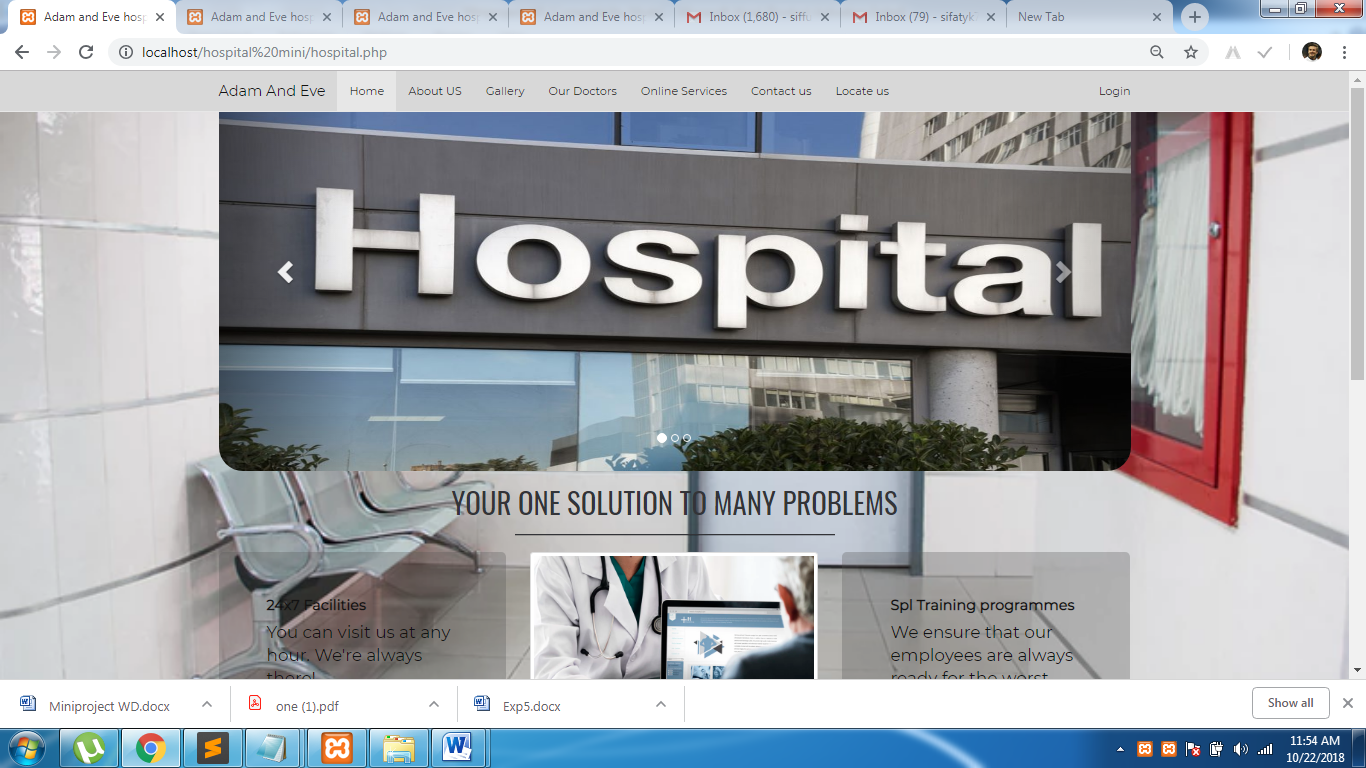 Adam and Eve hosp
Adam and Eve hosp
Adam and Eve hosp
Adam and Eve hosp
Inbox (1,680) - siffu
Inbox (79) - sifatyk
New Tab
localhost/hospital%20mini/hospital.php
Adam And Eve
Home
About US
Gallery
Our Doctors
Online Services
Contact us
Locate us
Login
Hospital
YOUR ONE SOLUTION TO MANY PROBLEMS
24x7 Facilities
You can visit us at any
hour. We're always
there!
Spl Training programmes
We ensure that our
employees are always
ready for the worst
Miniproject WD.docx
one (1).pdf
Exp5.docx
Show all
11:54 AM
10/22/2018